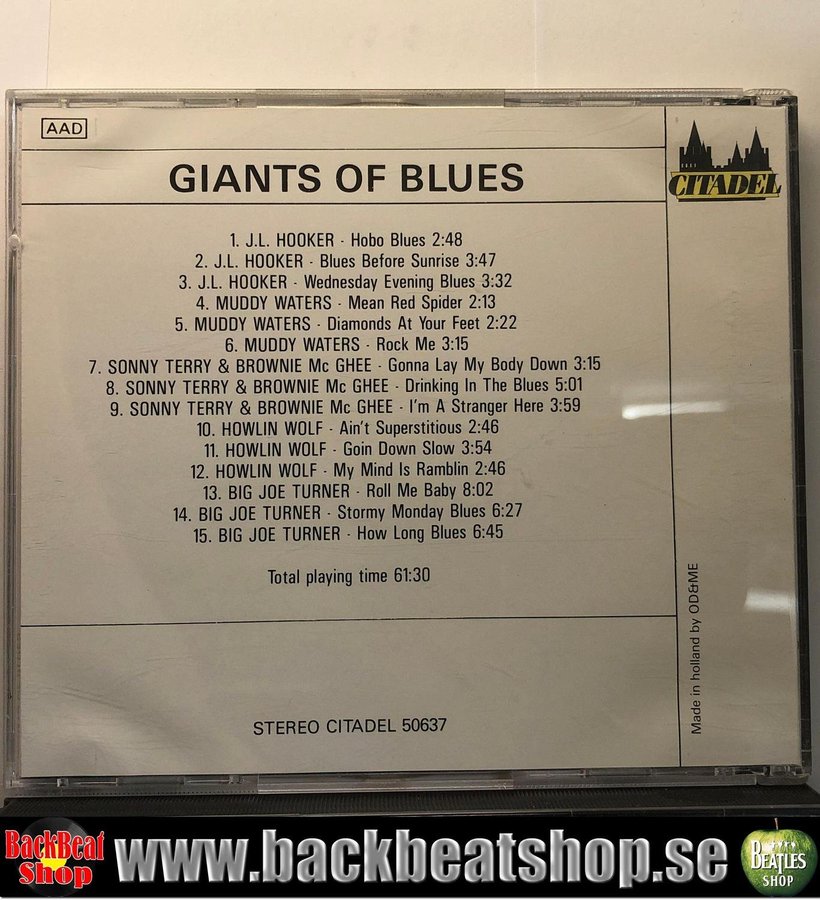 AAD
GIANTS OF BLUES
CITADEL
1. J.L. HOOKER - Hobo Blues 2:48
2. J.L. HOOKER - Blues Before Sunrise 3:47
3. J.L. HOOKER - Wednesday Evening Blues 3:32
4. MUDDY WATERS - Mean Red Spider 2:13
5. MUDDY WATERS - Diamonds At Your Feet 2:22
6. MUDDY WATERS - Rock Me 3:15
7. SONNY TERRY & BROWNIE Mc GHEE - Gonna Lay My Body Down 3:15
8. SONNY TERRY & BROWNIE Mc GHEE - Drinking In The Blues 5:01
9. SONNY TERRY & BROWNIE Mc GHEE - I'm A Stranger Here 3:59
10. HOWLIN WOLF - Ain't Superstitious 2:46
11. HOWLIN WOLF - Goin Down Slow 3:54
12. HOWLIN WOLF - My Mind Is Ramblin 2:46
13. BIG JOE TURNER - Roll Me Baby 8:02
14. BIG JOE TURNER - Stormy Monday Blues 6:27
15. BIG JOE TURNER - How Long Blues 6:45
Total playing time 61:30
STEREO CITADEL 50637
Made in holland by OD&ME
BackBeat
Shop
www.backbeatshop.se
BEATLES
SHOP